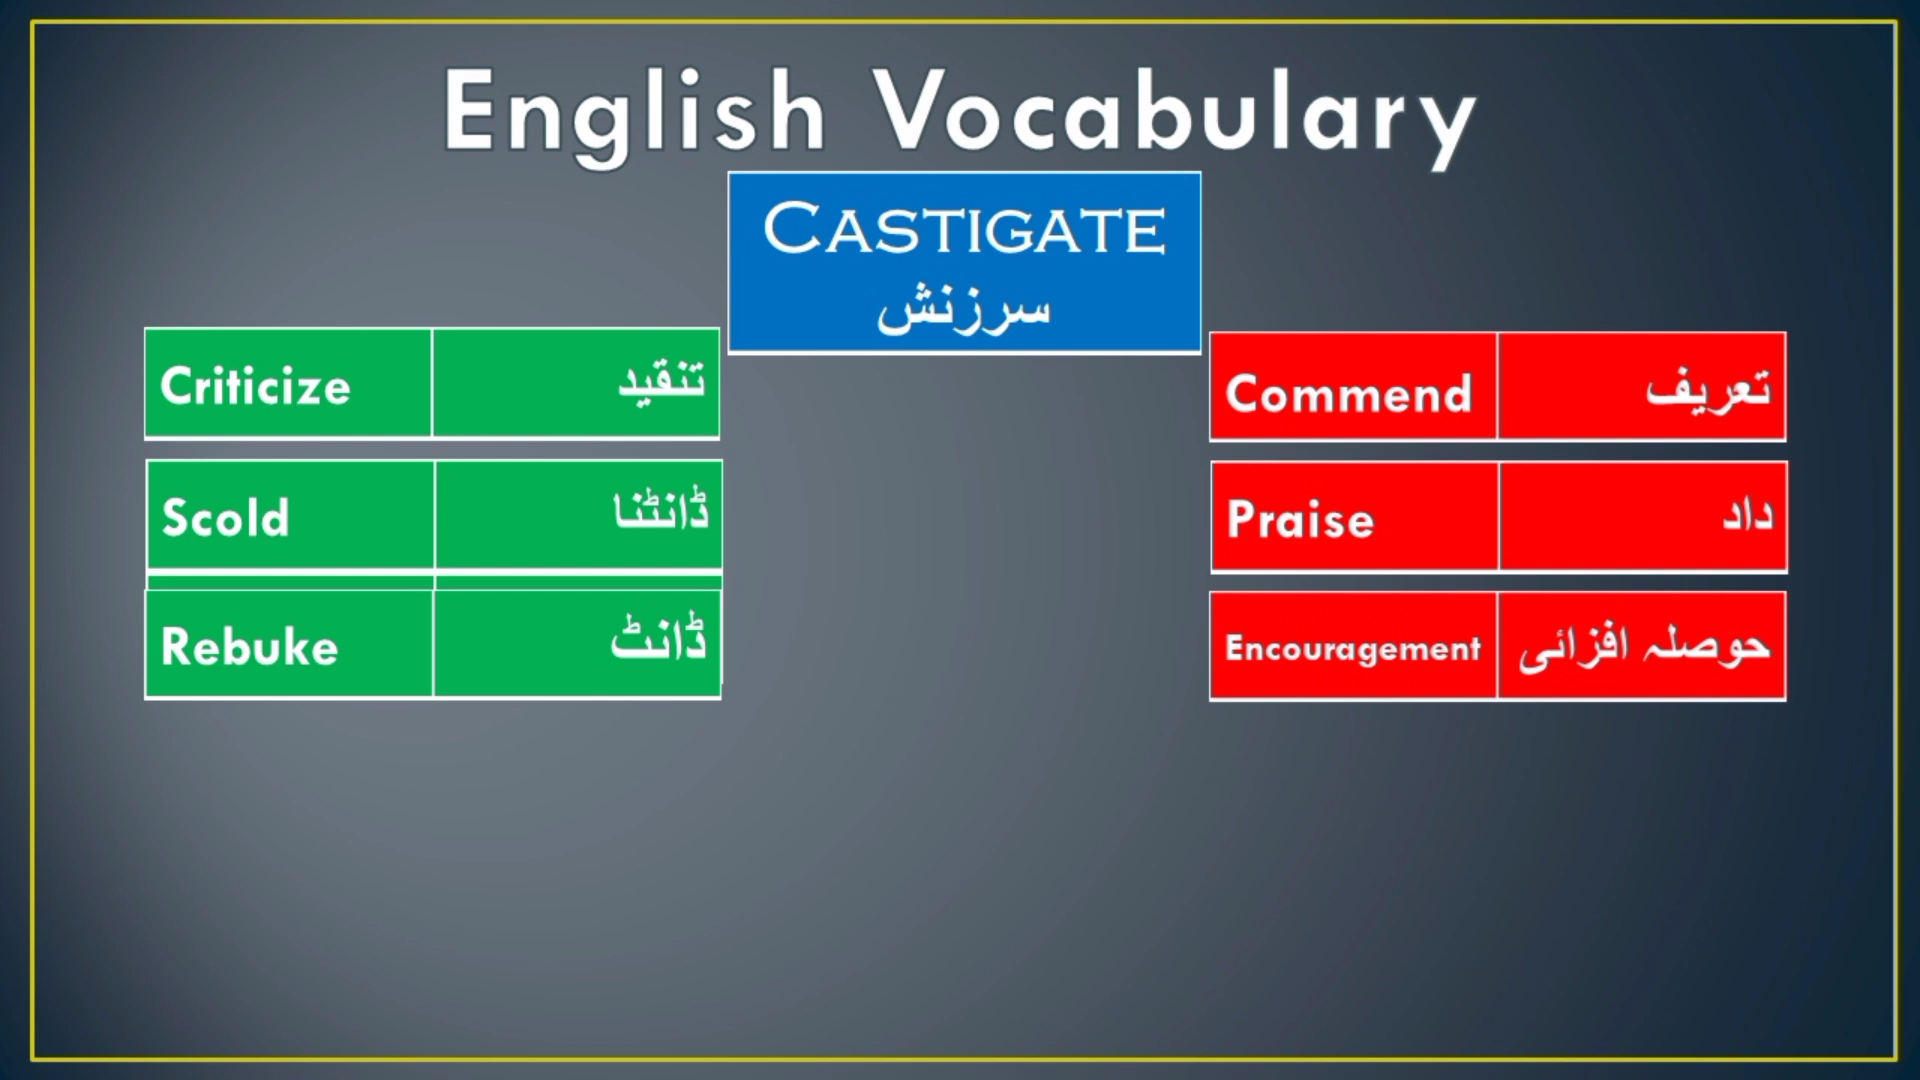 English Vocabulary
Castigate
سرزنش
Criticize تنقید
Scold ڈانٹنا
Rebuke ڈانٹ
Commend تعریف
Praise داد
Encouragement حوصلہ افزائی